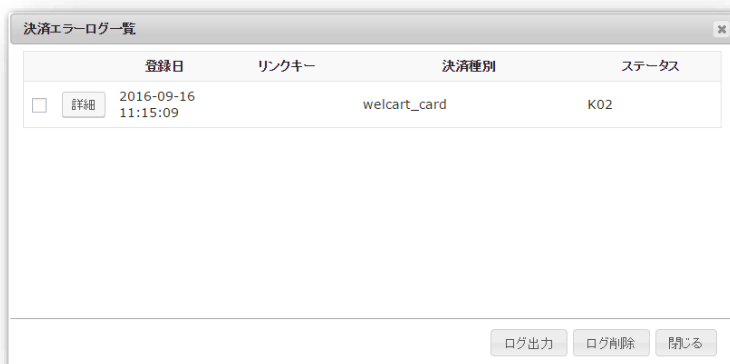 決済エラーログ一覧
登録日 リンクキー 決済種別 ステータス
詳細 2016-09-16 11:15:09 welcart_card K02
ログ出力 ログ削除 閉じる